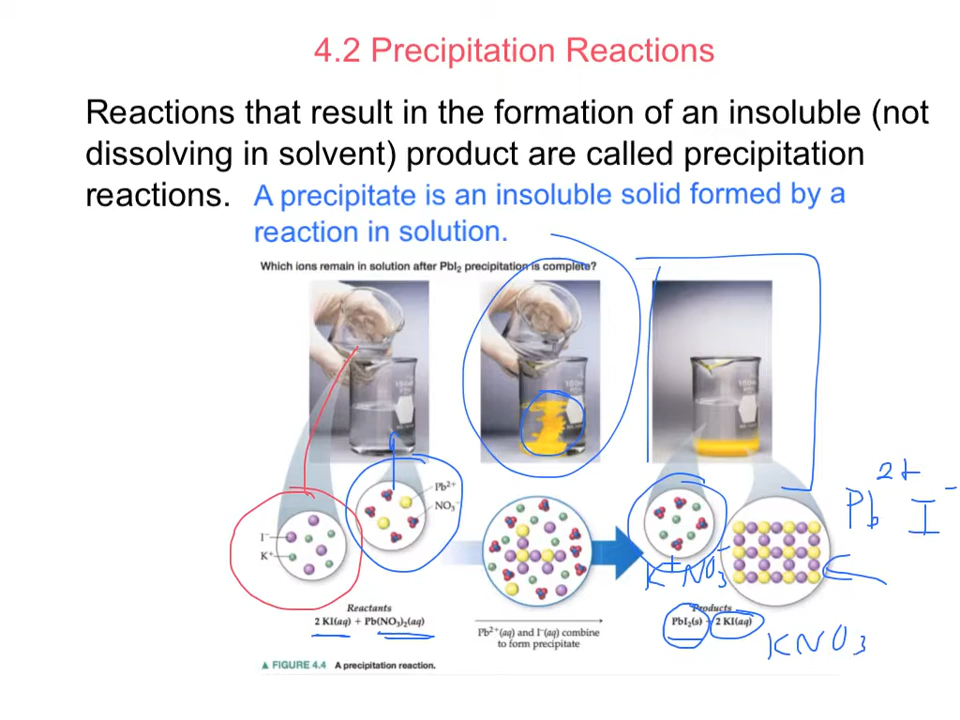 4.2 Precipitation Reactions
Reactions that result in the formation of an insoluble (not
dissolving in solvent) product are called precipitation
reactions. A precipitate is an insoluble solid formed by a
reaction in solution.
Which ions remain in solution after PbI₂ precipitation is complete?
2+
Pb I⁻
Pb²⁺
NO₃⁻
I⁻
K⁺
K⁺ NO₃⁻
Reactants
2 KI(aq) + Pb(NO₃)₂(aq)
Pb²⁺(aq) and I⁻(aq) combine
to form precipitate
Products
PbI₂(s) + 2 KI(aq)
KNO₃
▲ FIGURE 4.4 A precipitation reaction.